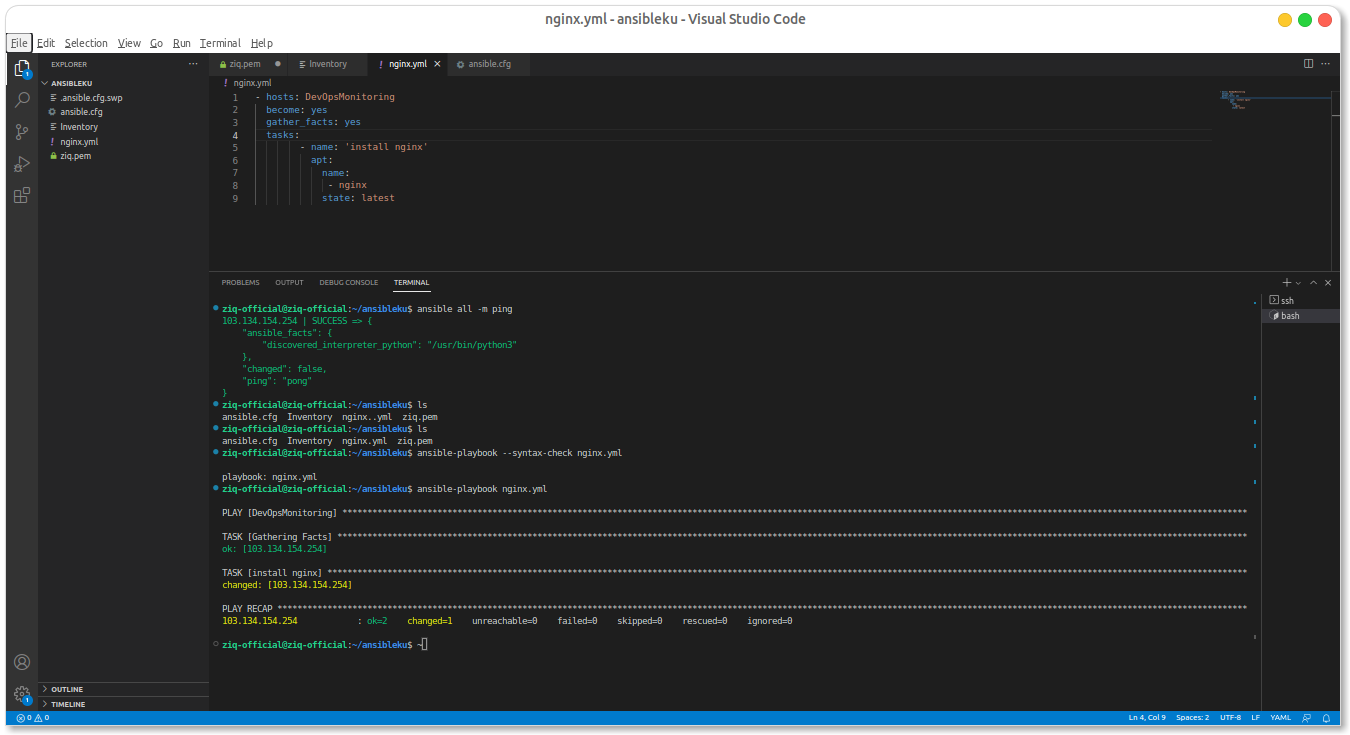 nginx.yml - ansibleku - Visual Studio Code
File Edit Selection View Go Run Terminal Help
EXPLORER
ANSIBLEKU
.ansible.cfg.swp
ansible.cfg
Inventory
nginx.yml
ziq.pem
OUTLINE
TIMELINE
ziq.pem Inventory nginx.yml ansible.cfg
nginx.yml
1 - hosts: DevOpsMonitoring
2 become: yes
3 gather_facts: yes
4 tasks:
5 - name: 'install nginx'
6 apt:
7 name:
8 - nginx
9 state: latest
PROBLEMS OUTPUT DEBUG CONSOLE TERMINAL
ssh
bash
ziq-official@ziq-official:~/ansibleku$ ansible all -m ping
103.134.154.254 | SUCCESS => {
"ansible_facts": {
"discovered_interpreter_python": "/usr/bin/python3"
},
"changed": false,
"ping": "pong"
}
ziq-official@ziq-official:~/ansibleku$ ls
ansible.cfg Inventory nginx..yml ziq.pem
ziq-official@ziq-official:~/ansibleku$ ls
ansible.cfg Inventory nginx.yml ziq.pem
ziq-official@ziq-official:~/ansibleku$ ansible-playbook --syntax-check nginx.yml
playbook: nginx.yml
ziq-official@ziq-official:~/ansibleku$ ansible-playbook nginx.yml
PLAY [DevOpsMonitoring] ****
TASK [Gathering Facts] ****
ok: [103.134.154.254]
TASK [install nginx] ****
changed: [103.134.154.254]
PLAY RECAP ****
103.134.154.254 : ok=2 changed=1 unreachable=0 failed=0 skipped=0 rescued=0 ignored=0
ziq-official@ziq-official:~/ansibleku$ ~
0 0
Ln 4, Col 9 Spaces: 2 UTF-8 LF YAML